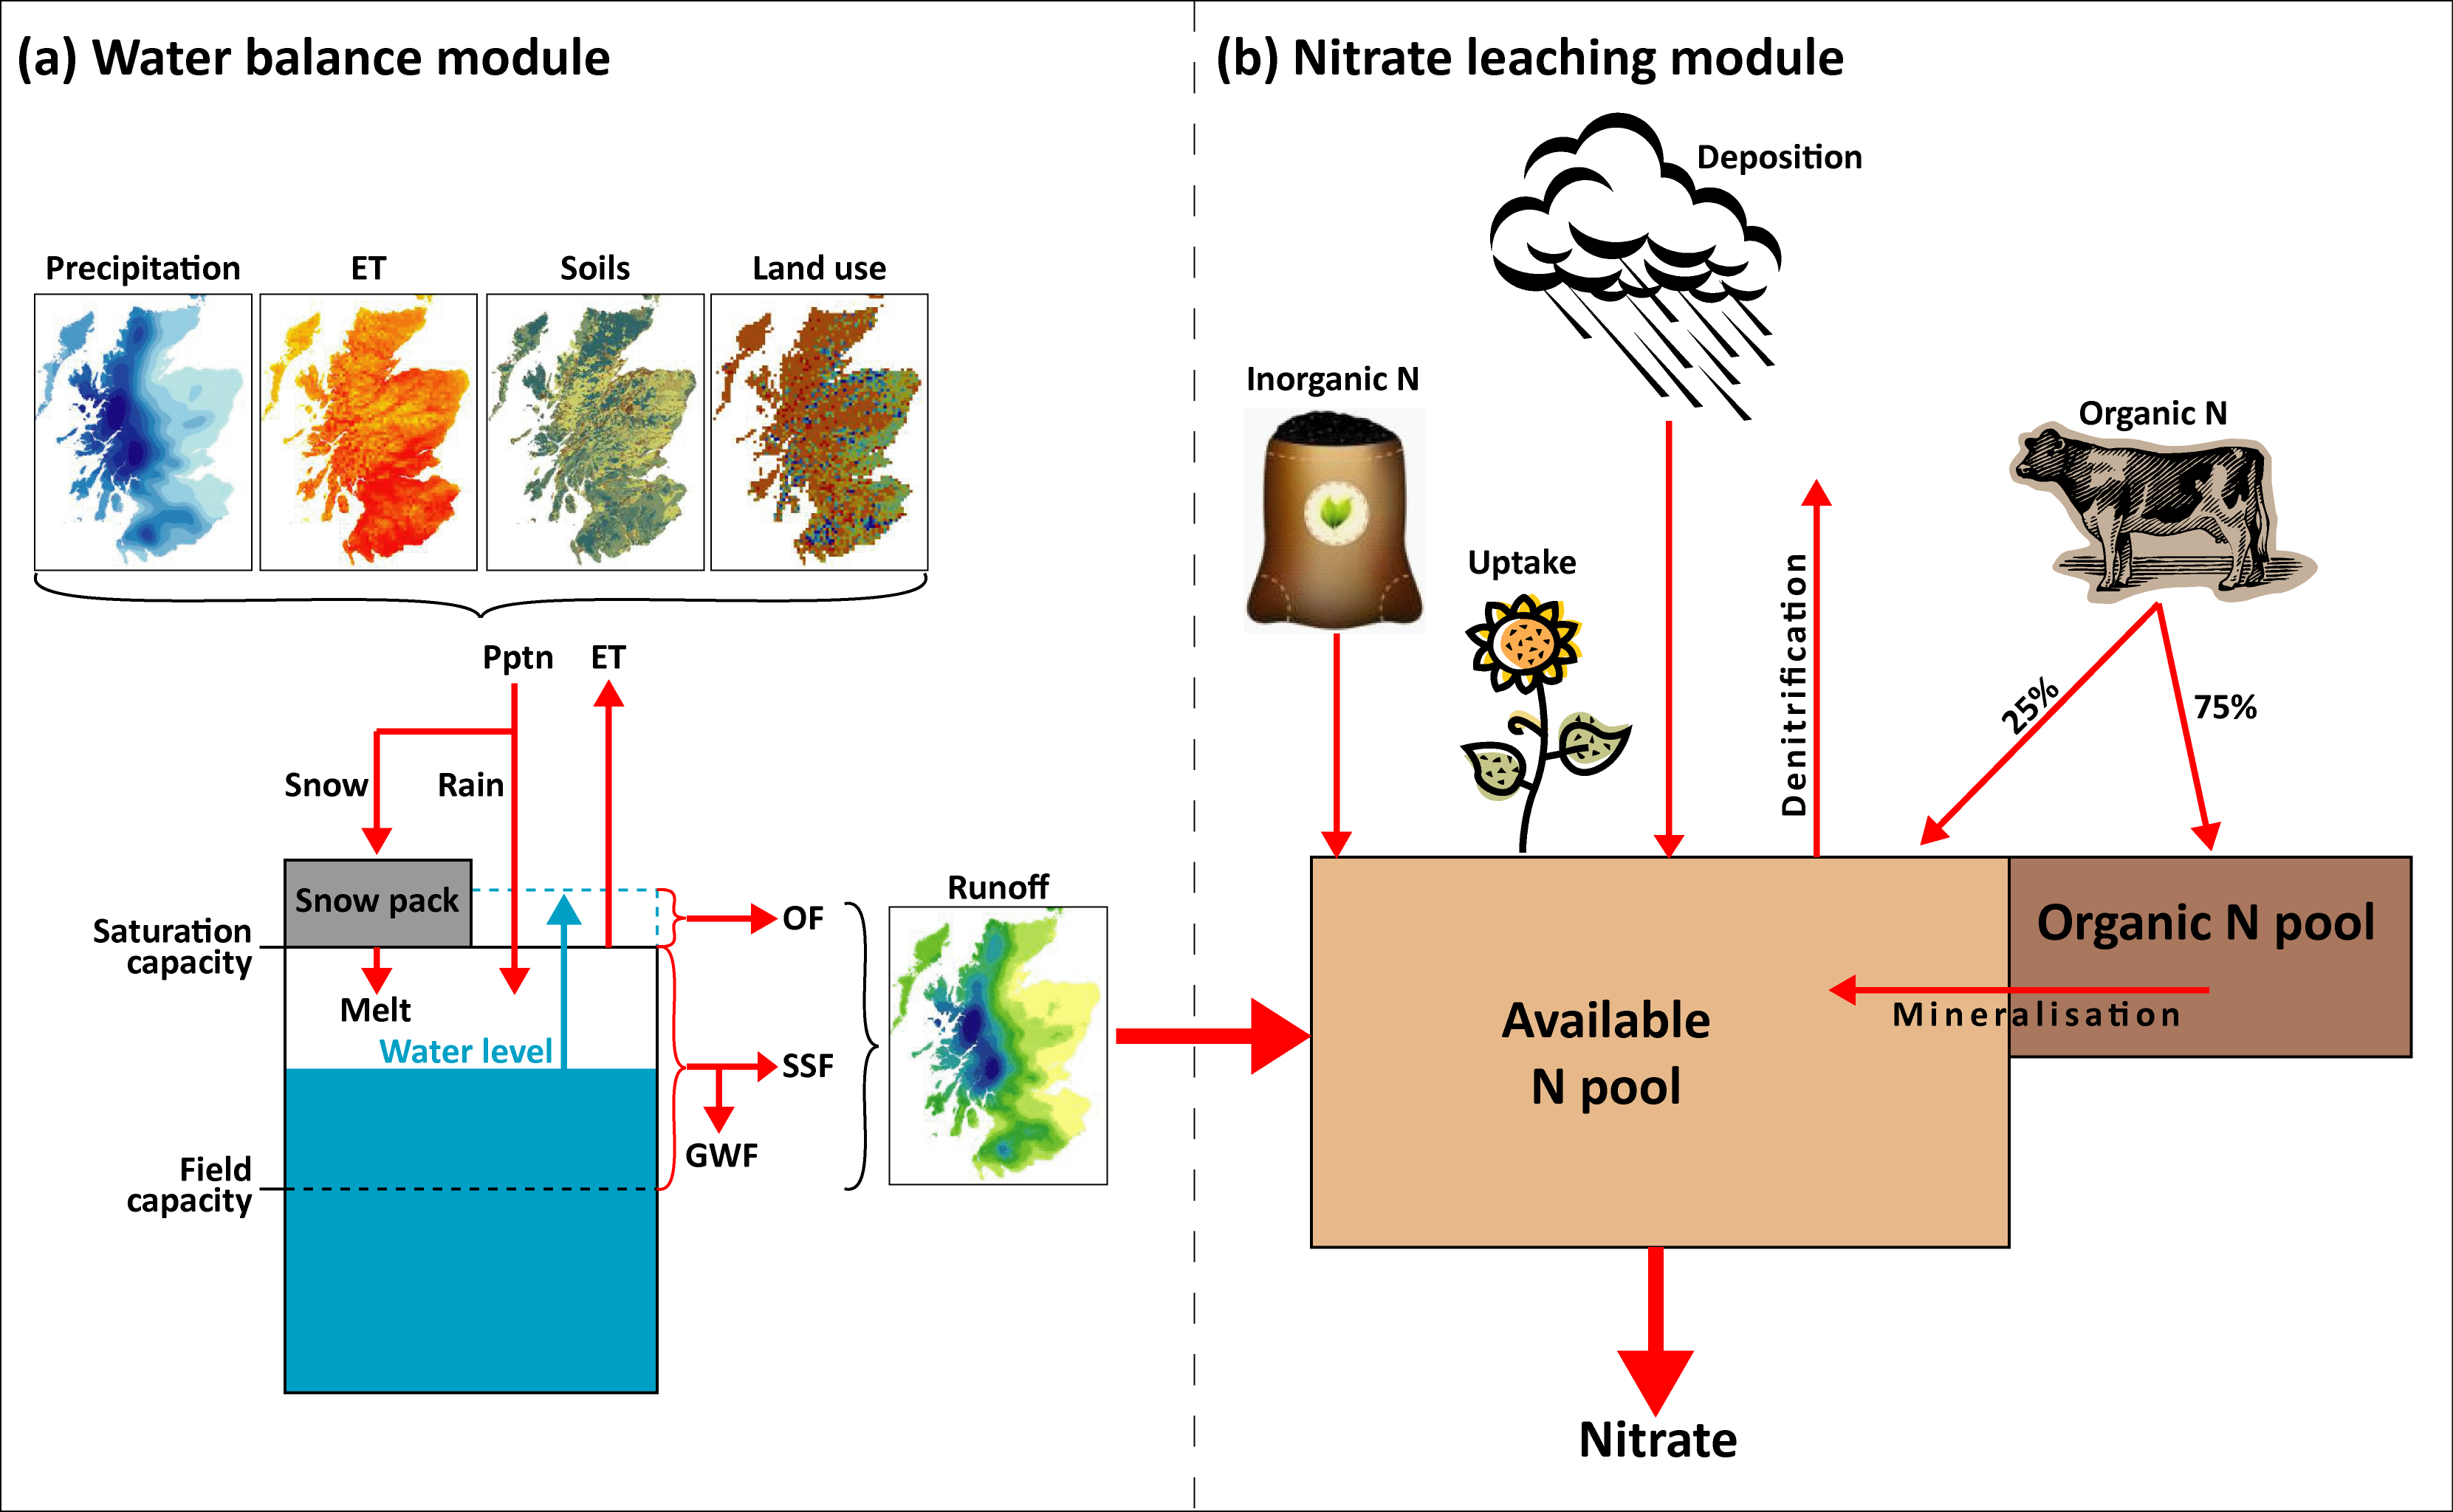 (a) Water balance module
Precipitation
ET
Soils
Land use
Pptn
ET
Snow
Rain
Snow pack
Saturation
capacity
Melt
Water level
Field
capacity
OF
SSF
GWF
Runoff
(b) Nitrate leaching module
Deposition
Inorganic N
Organic N
Uptake
Denitrification
25%
75%
Organic N pool
Mineralisation
Available
N pool
Nitrate